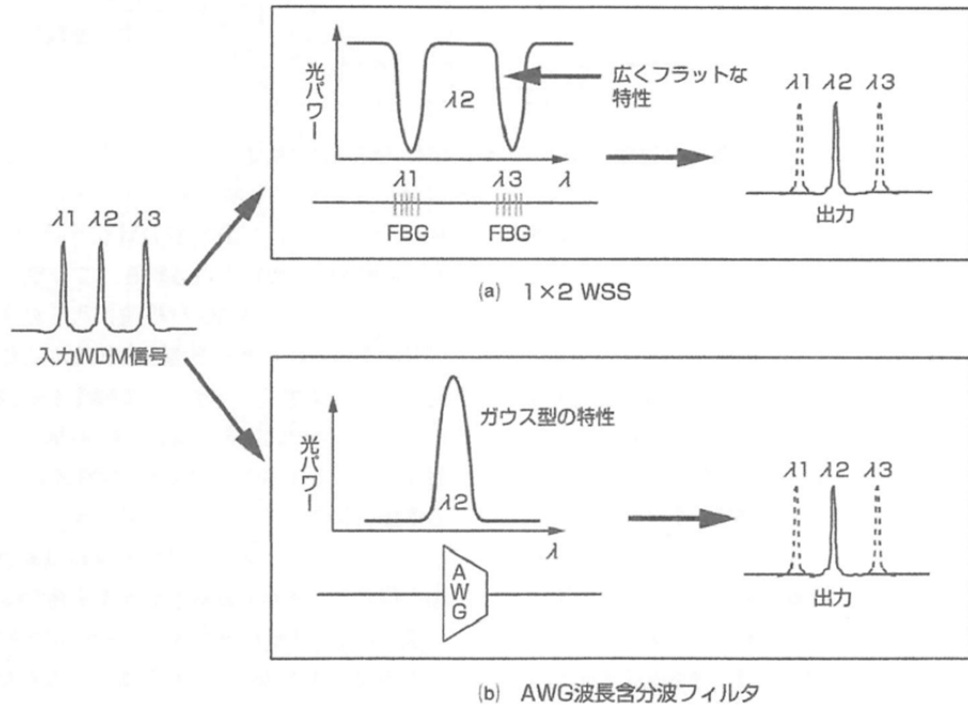 λ1 λ2 λ3
入力WDM信号
光パワー
λ2
広くフラットな
特性
λ
λ1
λ3
FBG
FBG
λ1 λ2 λ3
出力
(a) 1×2 WSS
光パワー
ガウス型の特性
λ2
λ
AWG
λ1 λ2 λ3
出力
(b) AWG波長含分波フィルタ